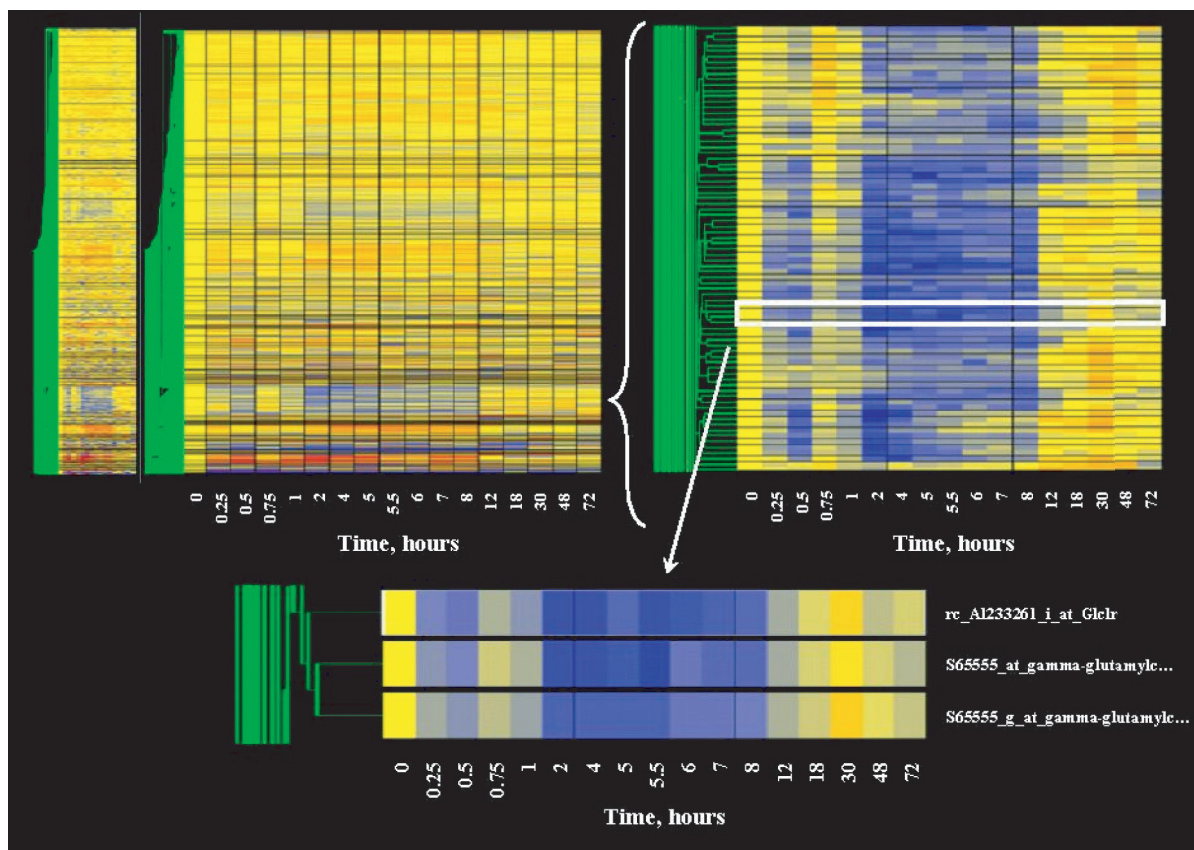 0 0.25 0.5 0.75 1 2 4 5 5.5 6 7 8 12 18 30 48 72
Time, hours
0 0.25 0.5 0.75 1 2 4 5 5.5 6 7 8 12 18 30 48 72
Time, hours
rc_AI233261_i_at_Glclr
S65555_at_gamma-glutamylc...
S65555_g_at_gamma-glutamylc...
0 0.25 0.5 0.75 1 2 4 5 5.5 6 7 8 12 18 30 48 72
Time, hours